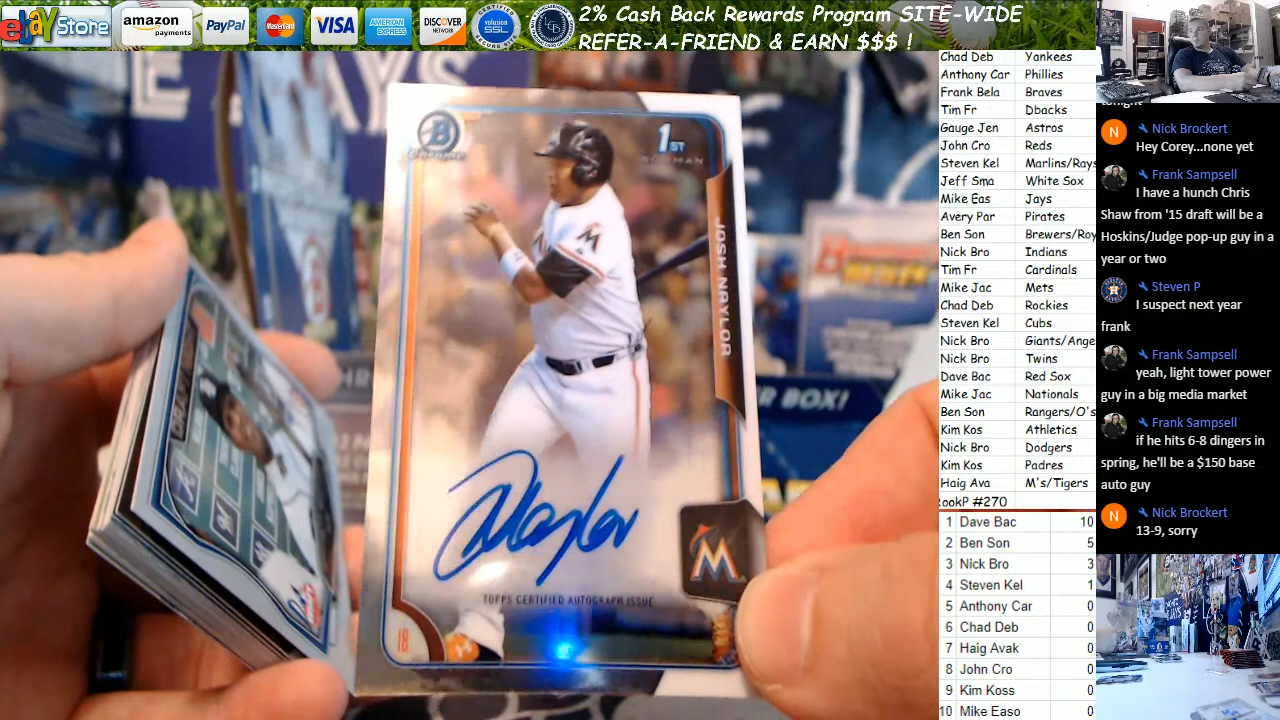 ebay Store
amazon
payments
PayPal
MasterCard
VISA
AMERICAN
EXPRESS
DISCOVER
NETWORK
volusion
SSL
2% Cash Back Rewards Program SITE-WIDE
REFER-A-FRIEND & EARN $$$ !
B
CHROME
1ST
BOWMAN
JOSH NAYLOR
JNaylor
TOPPS CERTIFIED AUTOGRAPH ISSUE
M
18
BOX!
Chad Deb Yankees
Anthony Car Phillies
Frank Bela Braves
Tim Fr Dbacks
Gauge Jen Astros
John Cro Reds
Steven Kel Marlins/Rays
Jeff Sma White Sox
Mike Eas Jays
Avery Par Pirates
Ben Son Brewers/Roy
Nick Bro Indians
Tim Fr Cardinals
Mike Jac Mets
Chad Deb Rockies
Steven Kel Cubs
Nick Bro Giants/Ange
Nick Bro Twins
Dave Bac Red Sox
Mike Jac Nationals
Ben Son Rangers/O's
Kim Kos Athletics
Nick Bro Dodgers
Kim Kos Padres
Haig Ava M's/Tigers
RookP #270
1 Dave Bac 10
2 Ben Son 5
3 Nick Bro 3
4 Steven Kel 1
5 Anthony Car 0
6 Chad Deb 0
7 Haig Avak 0
8 John Cro 0
9 Kim Koss 0
10 Mike Easo 0
tonight
N Nick Brockert
Hey Corey...none yet
Frank Sampsell
I have a hunch Chris
Shaw from '15 draft will be a
Hoskins/Judge pop-up guy in a
year or two
Steven P
I suspect next year
frank
Frank Sampsell
yeah, light tower power
guy in a big media market
Frank Sampsell
if he hits 6-8 dingers in
spring, he'll be a $150 base
auto guy
N Nick Brockert
13-9, sorry